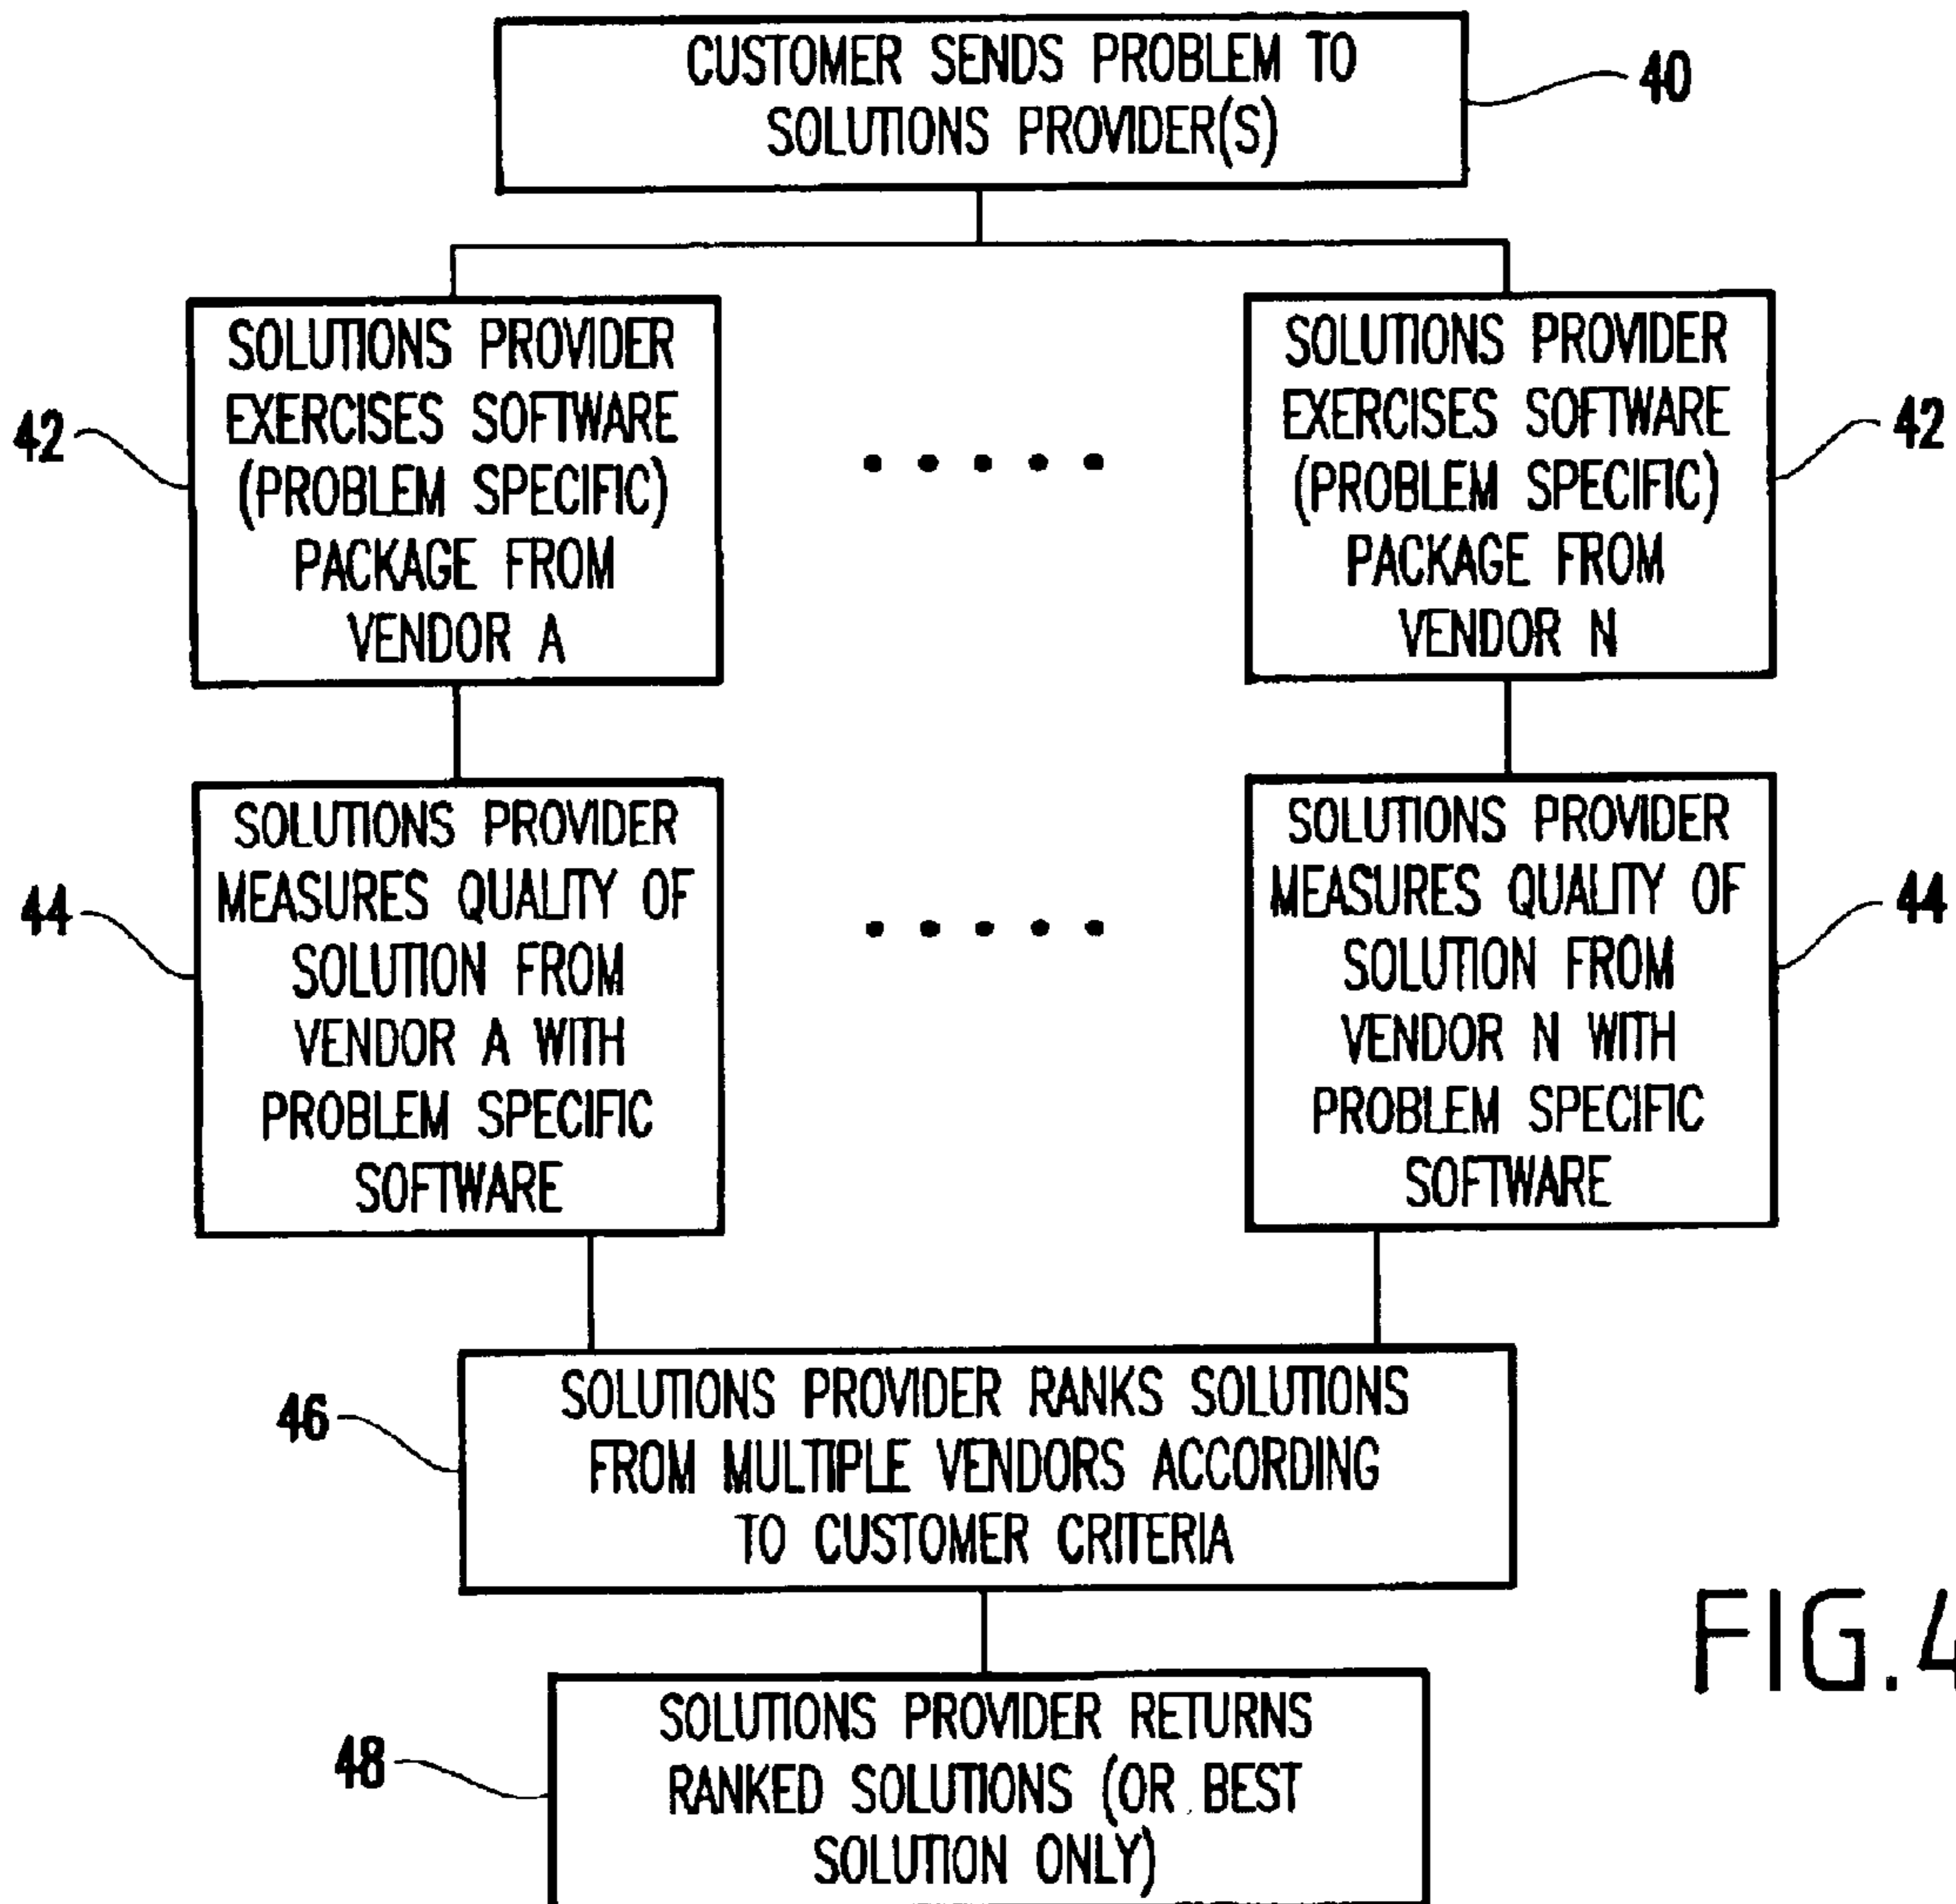 CUSTOMER SENDS PROBLEM TO
SOLUTIONS PROVIDER(S)
40
SOLUTIONS PROVIDER
EXERCISES SOFTWARE
(PROBLEM SPECIFIC)
PACKAGE FROM
VENDOR A
42
SOLUTIONS PROVIDER
EXERCISES SOFTWARE
(PROBLEM SPECIFIC)
PACKAGE FROM
VENDOR N
42
SOLUTIONS PROVIDER
MEASURES QUALITY OF
SOLUTION FROM
VENDOR A WITH
PROBLEM SPECIFIC
SOFTWARE
44
SOLUTIONS PROVIDER
MEASURES QUALITY OF
SOLUTION FROM
VENDOR N WITH
PROBLEM SPECIFIC
SOFTWARE
44
SOLUTIONS PROVIDER RANKS SOLUTIONS
FROM MULTIPLE VENDORS ACCORDING
TO CUSTOMER CRITERIA
46
SOLUTIONS PROVIDER RETURNS
RANKED SOLUTIONS (OR BEST
SOLUTION ONLY)
48
FIG.4